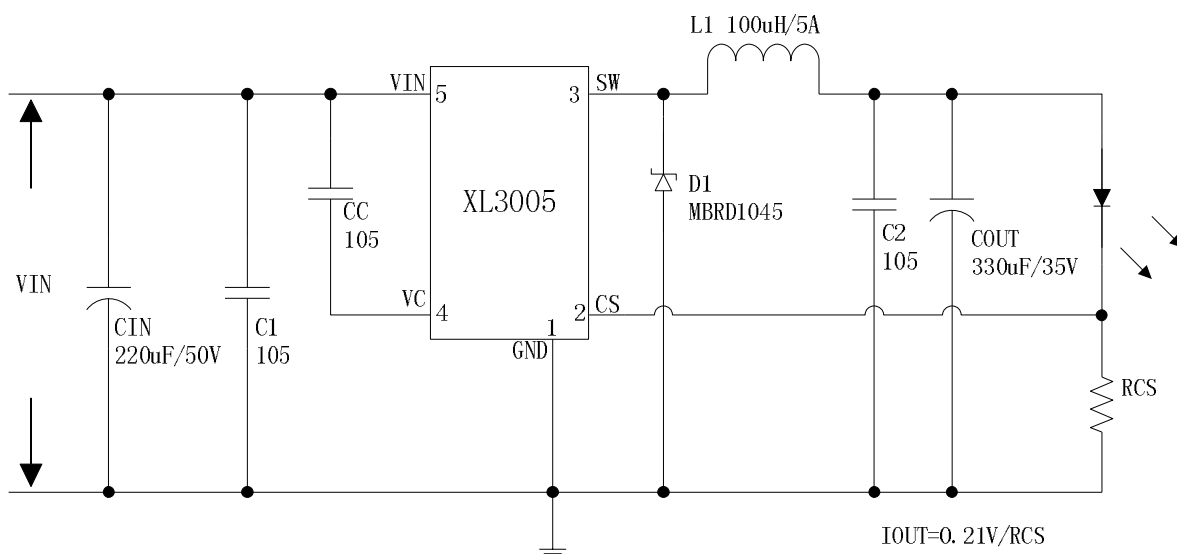 L1 100uH/5A
VIN
5
3
SW
XL3005
D1
MBRD1045
CC
105
C2
105
COUT
330uF/35V
VIN
VC
4
2
CS
1
GND
CIN
220uF/50V
C1
105
RCS
IOUT=0.21V/RCS